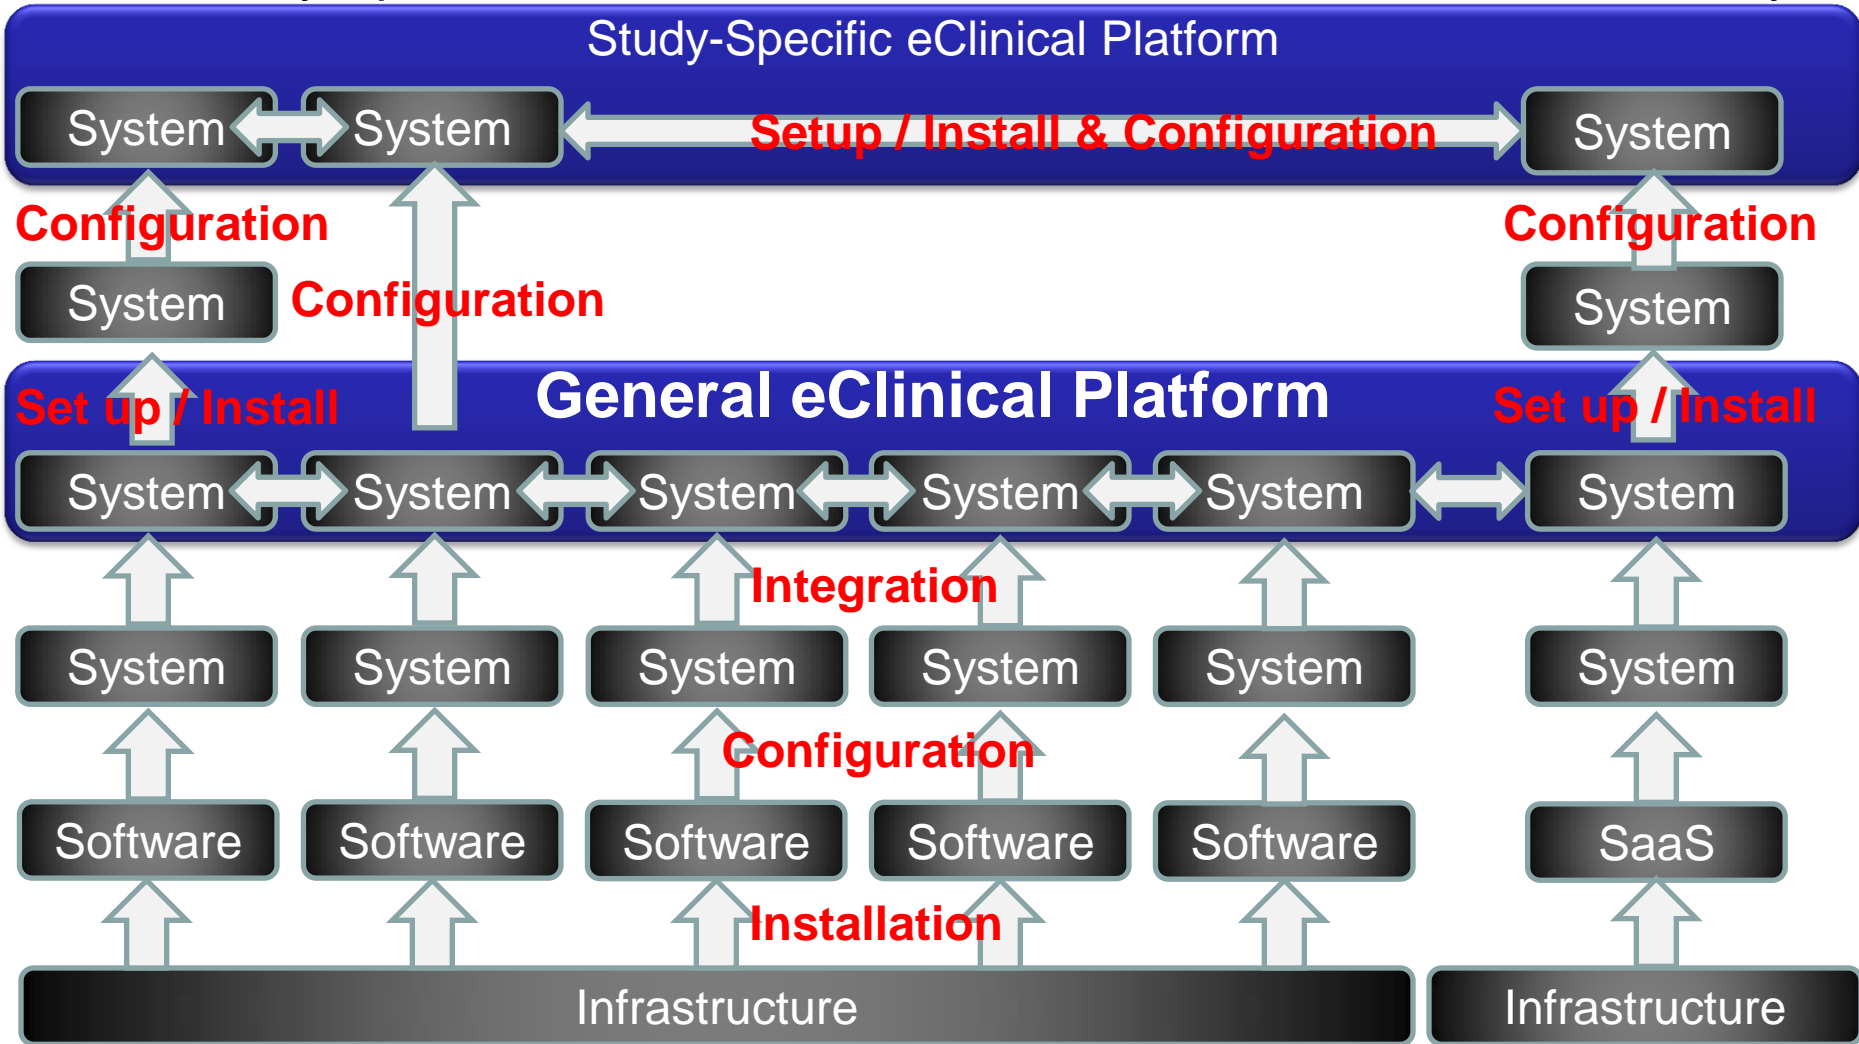 Study-Specific eClinical Platform
System System System
Setup / Install & Configuration
Configuration Configuration
System Configuration System
General eClinical Platform
Set up / Install Set up / Install
System System System System System System
Integration
System System System System System System
Configuration
Software Software Software Software Software SaaS
Installation
Infrastructure Infrastructure